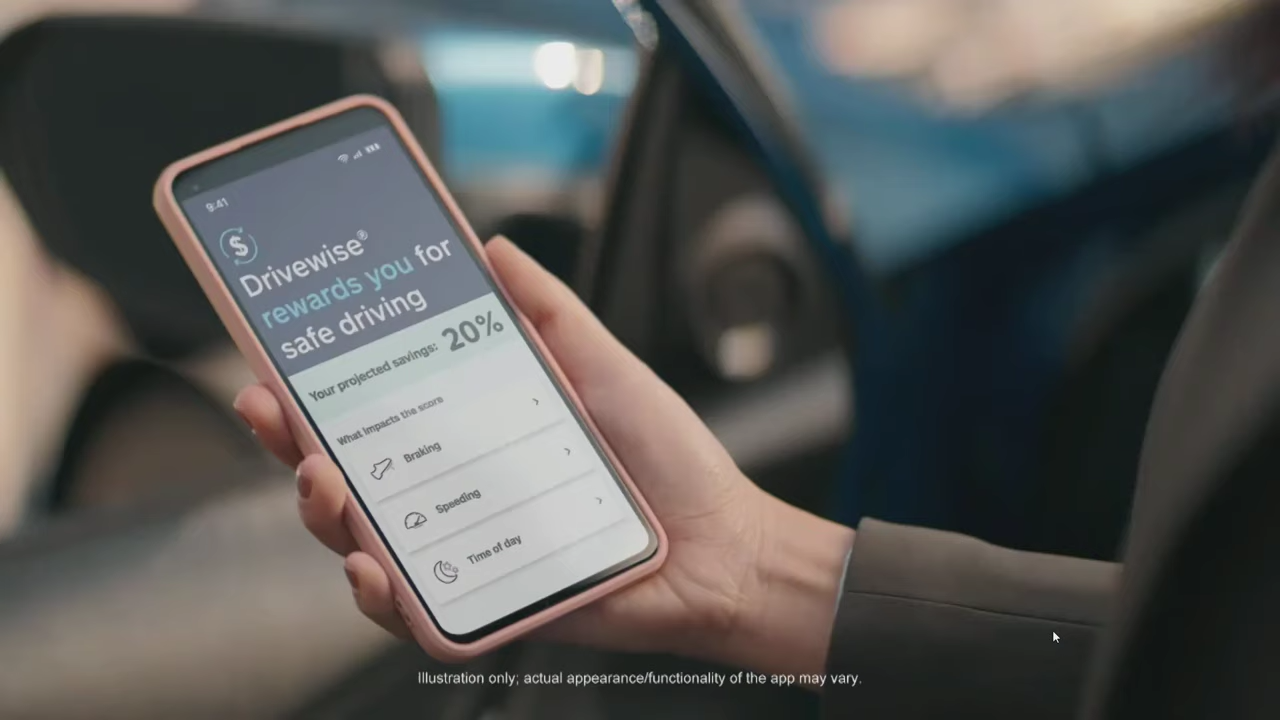 9:41
$
Drivewise®
rewards you for
safe driving
Your projected savings: 20%
What impacts the score
Braking
Speeding
Time of day
Illustration only; actual appearance/functionality of the app may vary.